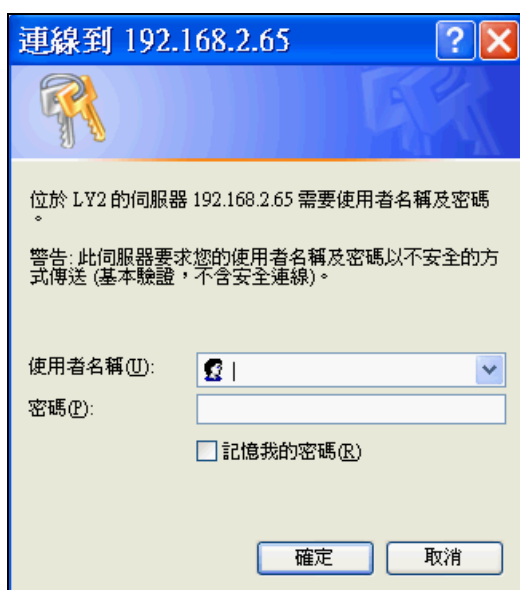 連線到 192.168.2.65
位於 LY2 的伺服器 192.168.2.65 需要使用者名稱及密碼
。
警告: 此伺服器要求您的使用者名稱及密碼以不安全的方
式傳送 (基本驗證，不含安全連線)。
使用者名稱(U):
密碼(P):
記憶我的密碼(R)
確定 取消